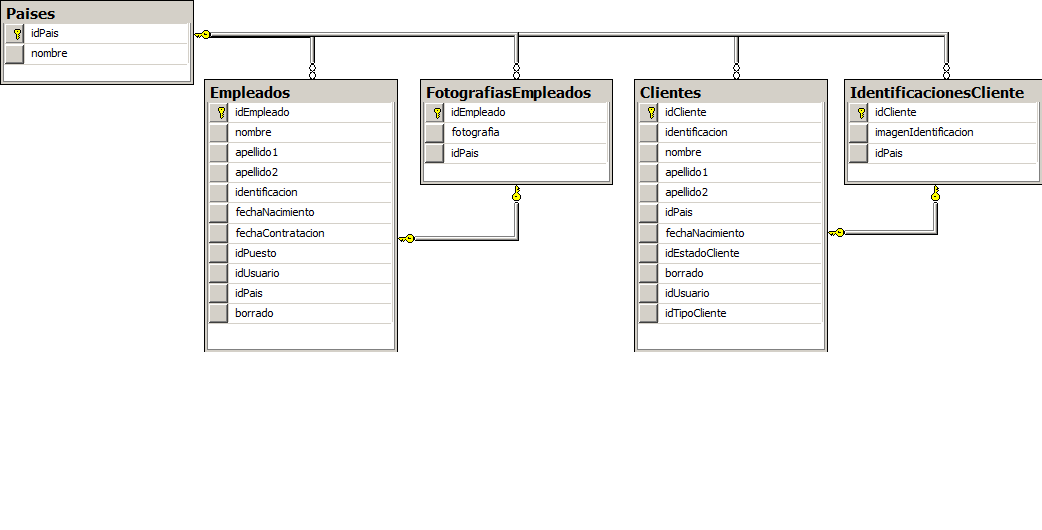 Paises
idPais
nombre
Empleados
idEmpleado
nombre
apellido1
apellido2
identificacion
fechaNacimiento
fechaContratacion
idPuesto
idUsuario
idPais
borrado
FotografiasEmpleados
idEmpleado
fotografia
idPais
Clientes
idCliente
identificacion
nombre
apellido1
apellido2
idPais
fechaNacimiento
idEstadoCliente
borrado
idUsuario
idTipoCliente
IdentificacionesCliente
idCliente
imagenIdentificacion
idPais